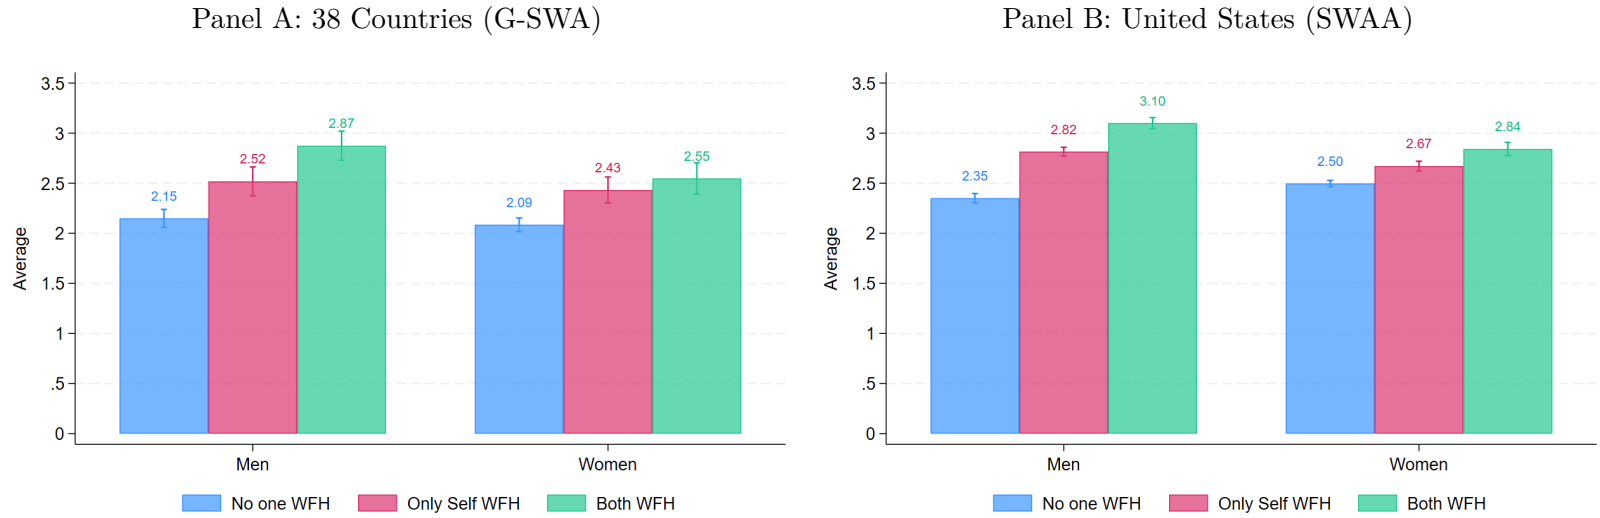 Panel A: 38 Countries (G-SWA)
3.5
3
2.5
2
1.5
1
.5
0
Average
2.15
2.52
2.87
2.09
2.43
2.55
Men
Women
No one WFH
Only Self WFH
Both WFH
Panel B: United States (SWAA)
3.5
3
2.5
2
1.5
1
.5
0
Average
2.35
2.82
3.10
2.50
2.67
2.84
Men
Women
No one WFH
Only Self WFH
Both WFH